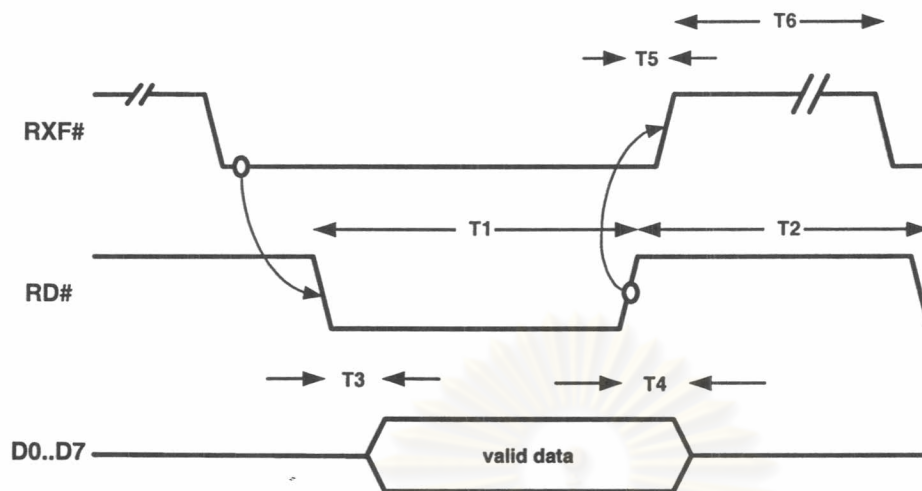 T6
T5
RXF#
T1
T2
RD#
T3
T4
D0..D7
valid data